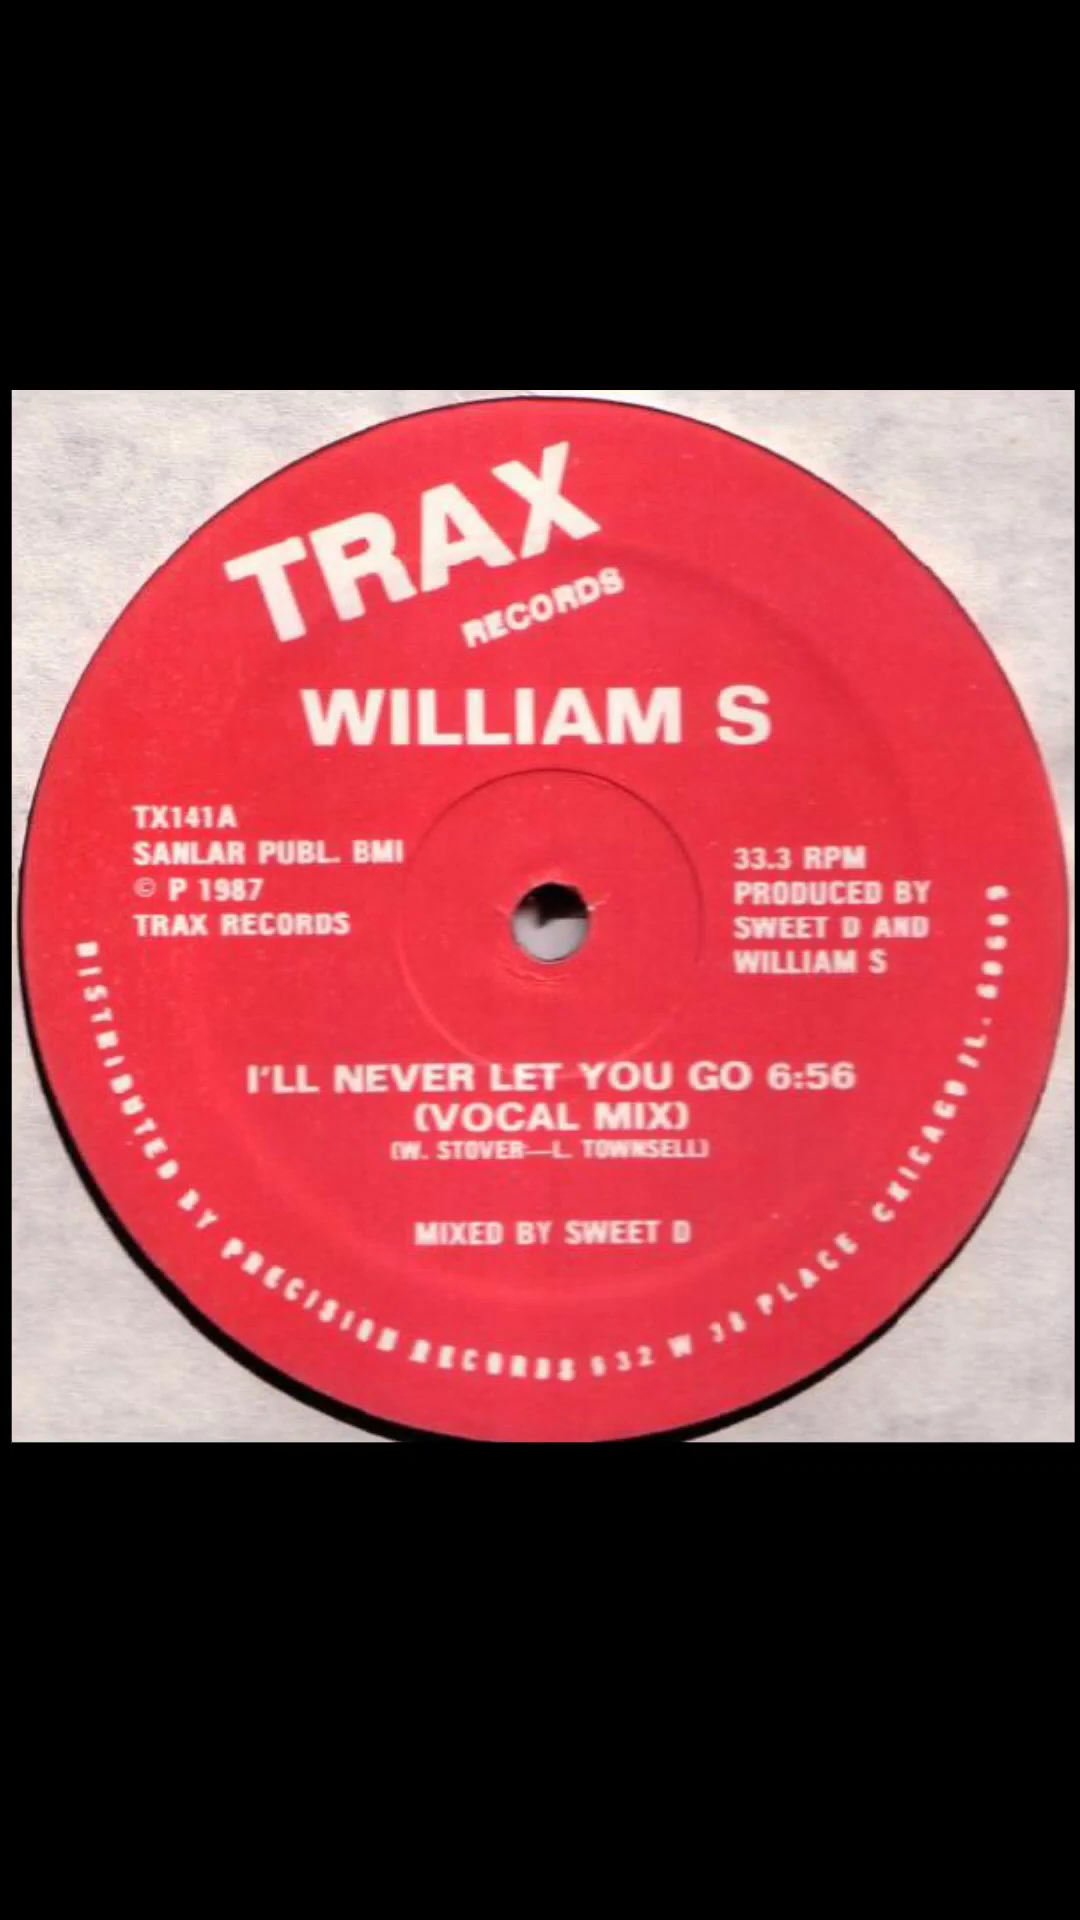 TRAX
RECORDS
WILLIAM S
TX141A
SANLAR PUBL. BMI
© P 1987
TRAX RECORDS
33.3 RPM
PRODUCED BY
SWEET D AND
WILLIAM S
I'LL NEVER LET YOU GO 6:56
(VOCAL MIX)
(W. STOVER—L. TOWNSELL)
MIXED BY SWEET D
DISTRIBUTED BY PRECISION RECORDS 932 W 38 PLACE CHICAGO IL. 60609